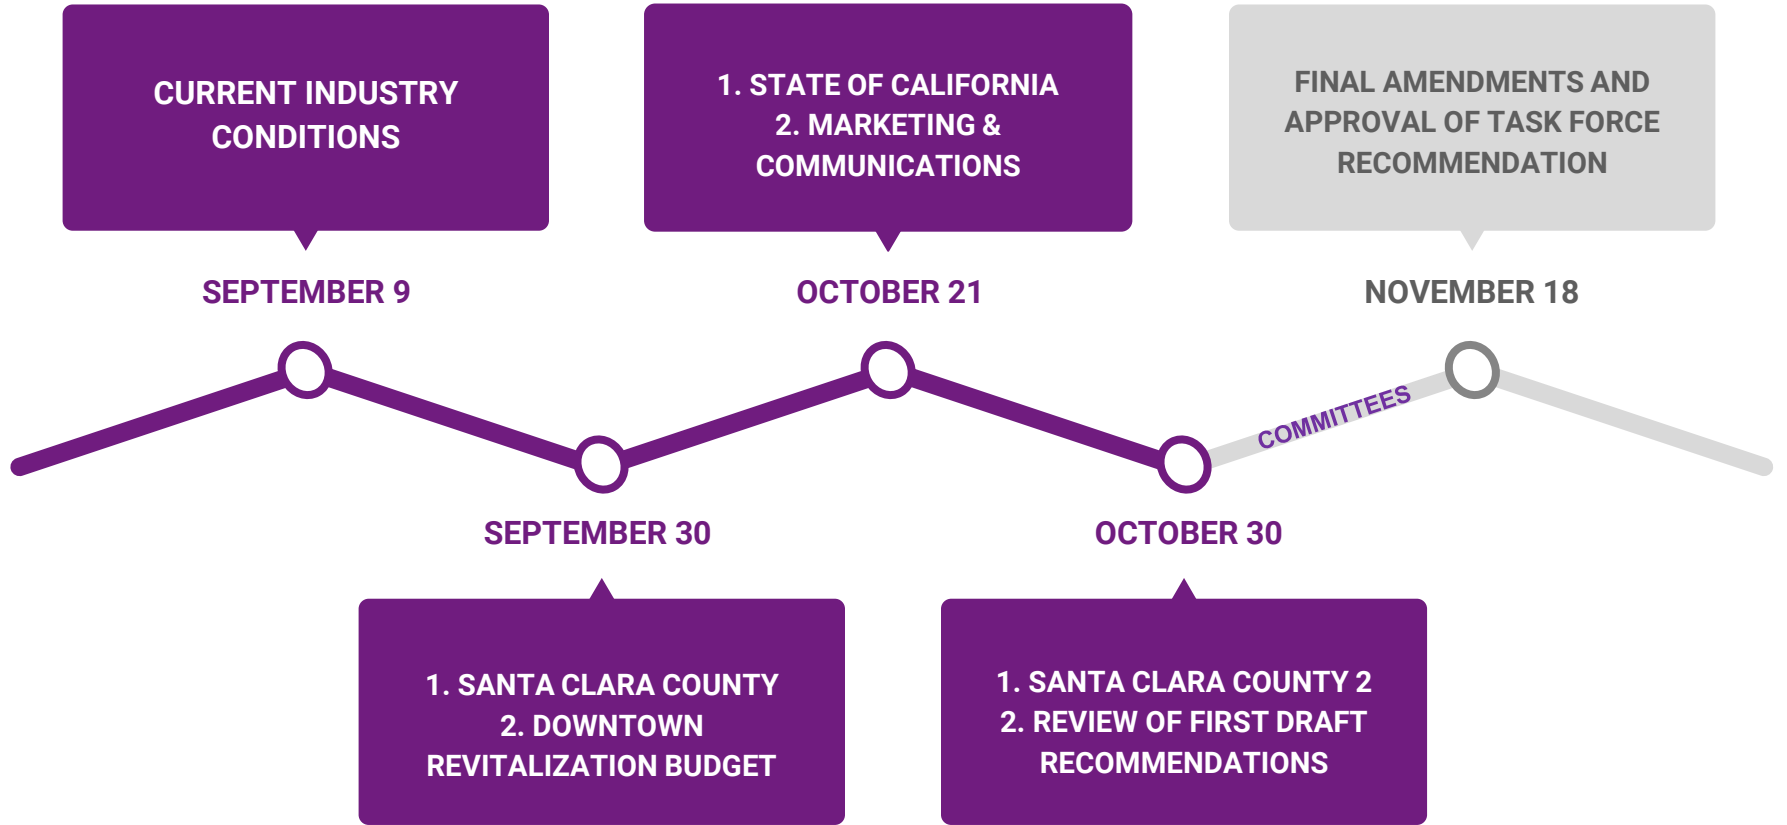 CURRENT INDUSTRY
CONDITIONS
1. STATE OF CALIFORNIA
2. MARKETING &
COMMUNICATIONS
FINAL AMENDMENTS AND
APPROVAL OF TASK FORCE
RECOMMENDATION
SEPTEMBER 9
OCTOBER 21
NOVEMBER 18
COMMITTEES
SEPTEMBER 30
OCTOBER 30
1. SANTA CLARA COUNTY
2. DOWNTOWN
REVITALIZATION BUDGET
1. SANTA CLARA COUNTY 2
2. REVIEW OF FIRST DRAFT
RECOMMENDATIONS